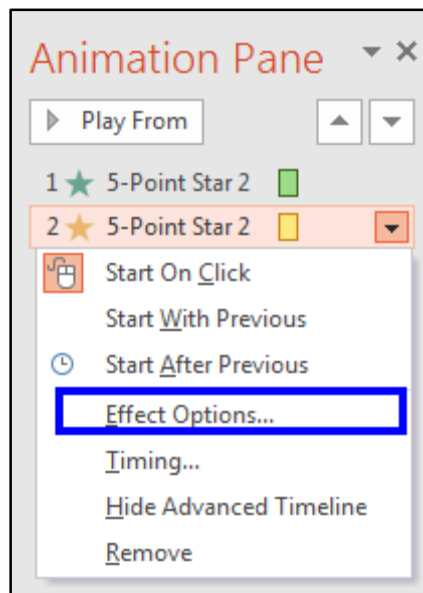 Animation Pane
Play From
1 5-Point Star 2
2 5-Point Star 2
Start On Click
Start With Previous
Start After Previous
Effect Options...
Timing...
Hide Advanced Timeline
Remove